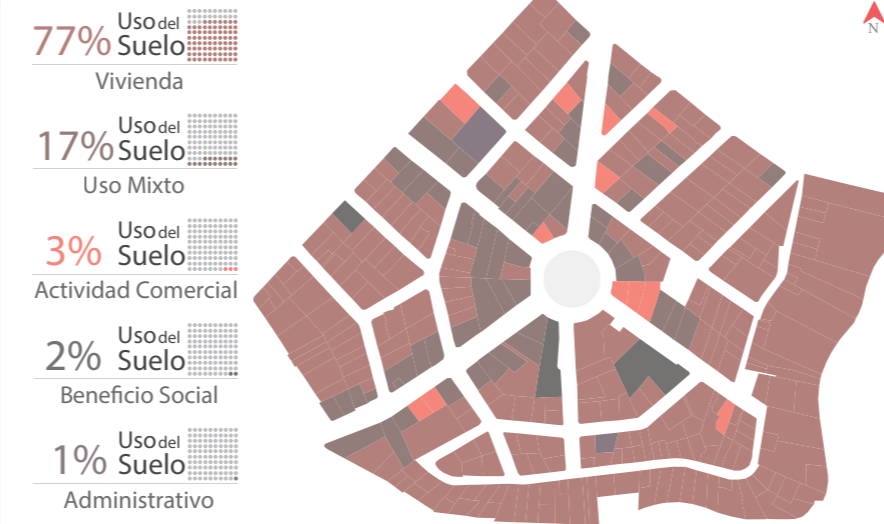 77% Uso del Suelo
Vivienda
17% Uso del Suelo
Uso Mixto
3% Uso del Suelo
Actividad Comercial
2% Uso del Suelo
Beneficio Social
1% Uso del Suelo
Administrativo
N